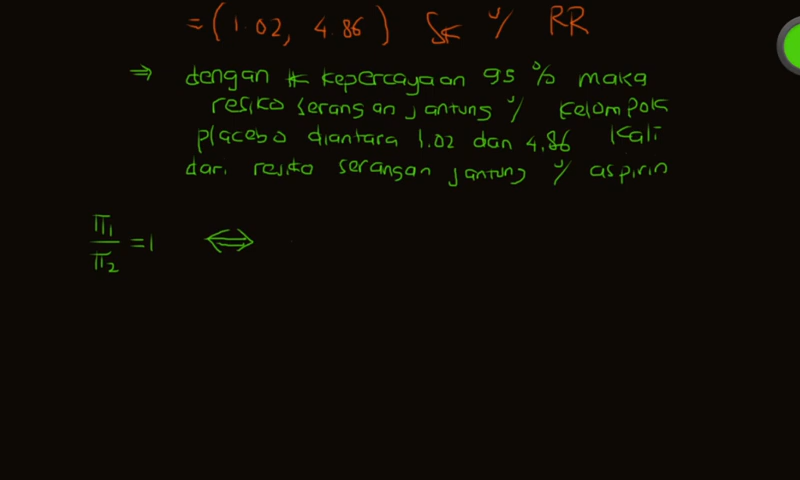 = (1.02, 4.86) SK u/ RR
⇒ dengan tk kepercayaan 95 % maka
resiko serangan jantung u/ kelompok
placebo diantara 1.02 dan 4.86 kali
dari resiko serangan jantung u/ aspirin
π1/π2 = 1 ⇔